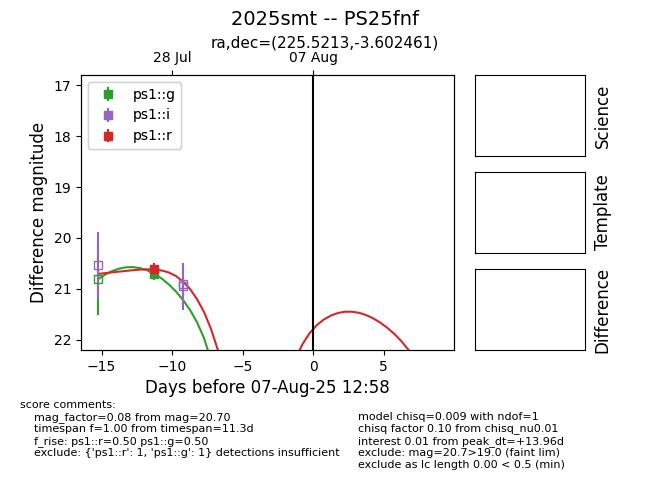 2025smt -- PS25fnf
ra,dec=(225.5213,-3.602461)
28 Jul
07 Aug
17
18
19
20
21
22
Difference magnitude
ps1::g
ps1::i
ps1::r
−15
−10
−5
0
5
Days before 07-Aug-25 12:58
Science
Template
Difference
score comments:
mag_factor=0.08 from mag=20.70
timespan f=1.00 from timespan=11.3d
f_rise: ps1::r=0.50 ps1::g=0.50
exclude: {'ps1::r': 1, 'ps1::g': 1} detections insufficient
model chisq=0.009 with ndof=1
chisq factor 0.10 from chisq_nu0.01
interest 0.01 from peak_dt=+13.96d
exclude: mag=20.7>19.0 (faint lim)
exclude as lc length 0.00 < 0.5 (min)